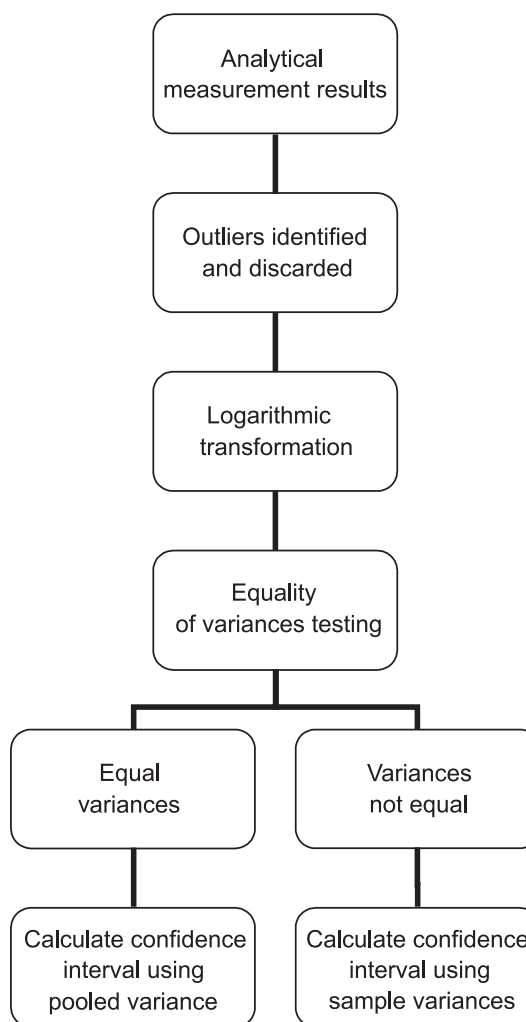 Analytical
measurement results
Outliers identified
and discarded
Logarithmic
transformation
Equality
of variances testing
Equal
variances
Variances
not equal
Calculate confidence
interval using
pooled variance
Calculate confidence
interval using
sample variances